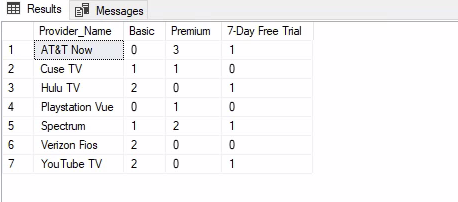 Results Messages
Provider_Name Basic Premium 7-Day Free Trial
1 AT&T Now 0 3 1
2 Cuse TV 1 1 0
3 Hulu TV 2 0 1
4 Playstation Vue 0 1 0
5 Spectrum 1 2 1
6 Verizon Fios 2 0 0
7 YouTube TV 2 0 1